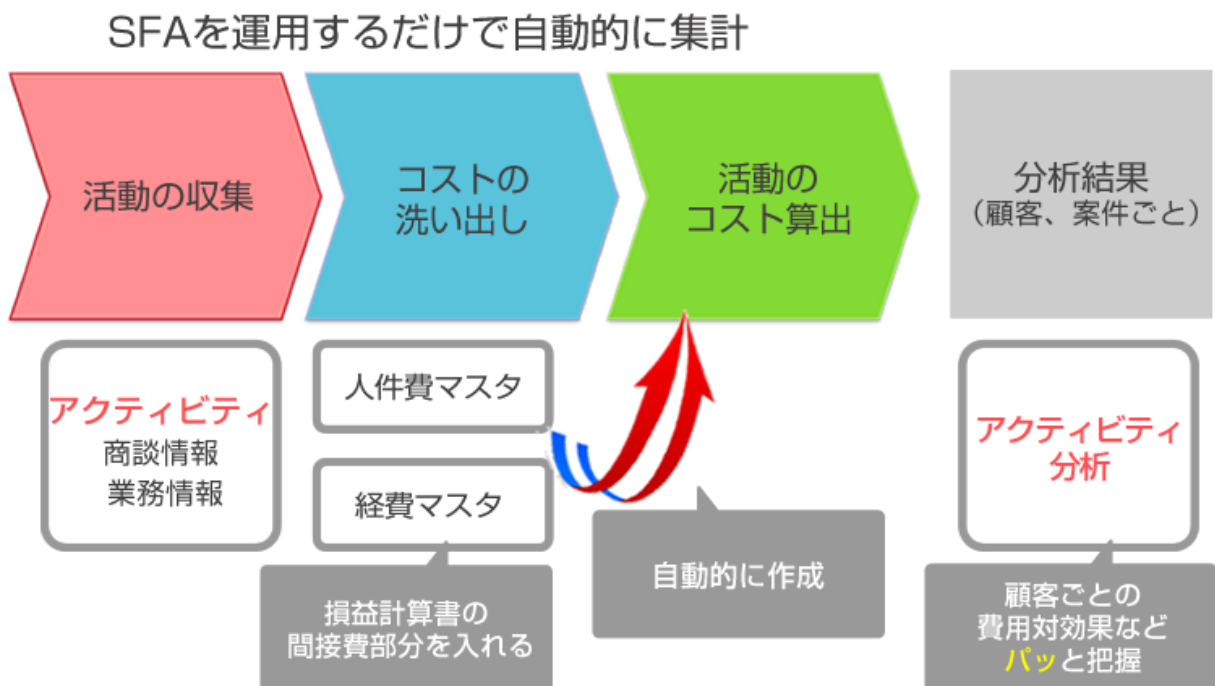 SFAを運用するだけで自動的に集計
活動の収集
コストの
洗い出し
活動の
コスト算出
分析結果
（顧客、案件ごと）
アクティビティ
商談情報
業務情報
人件費マスタ
経費マスタ
損益計算書の
間接費部分を入れる
自動的に作成
アクティビティ
分析
顧客ごとの
費用対効果など
パッと把握